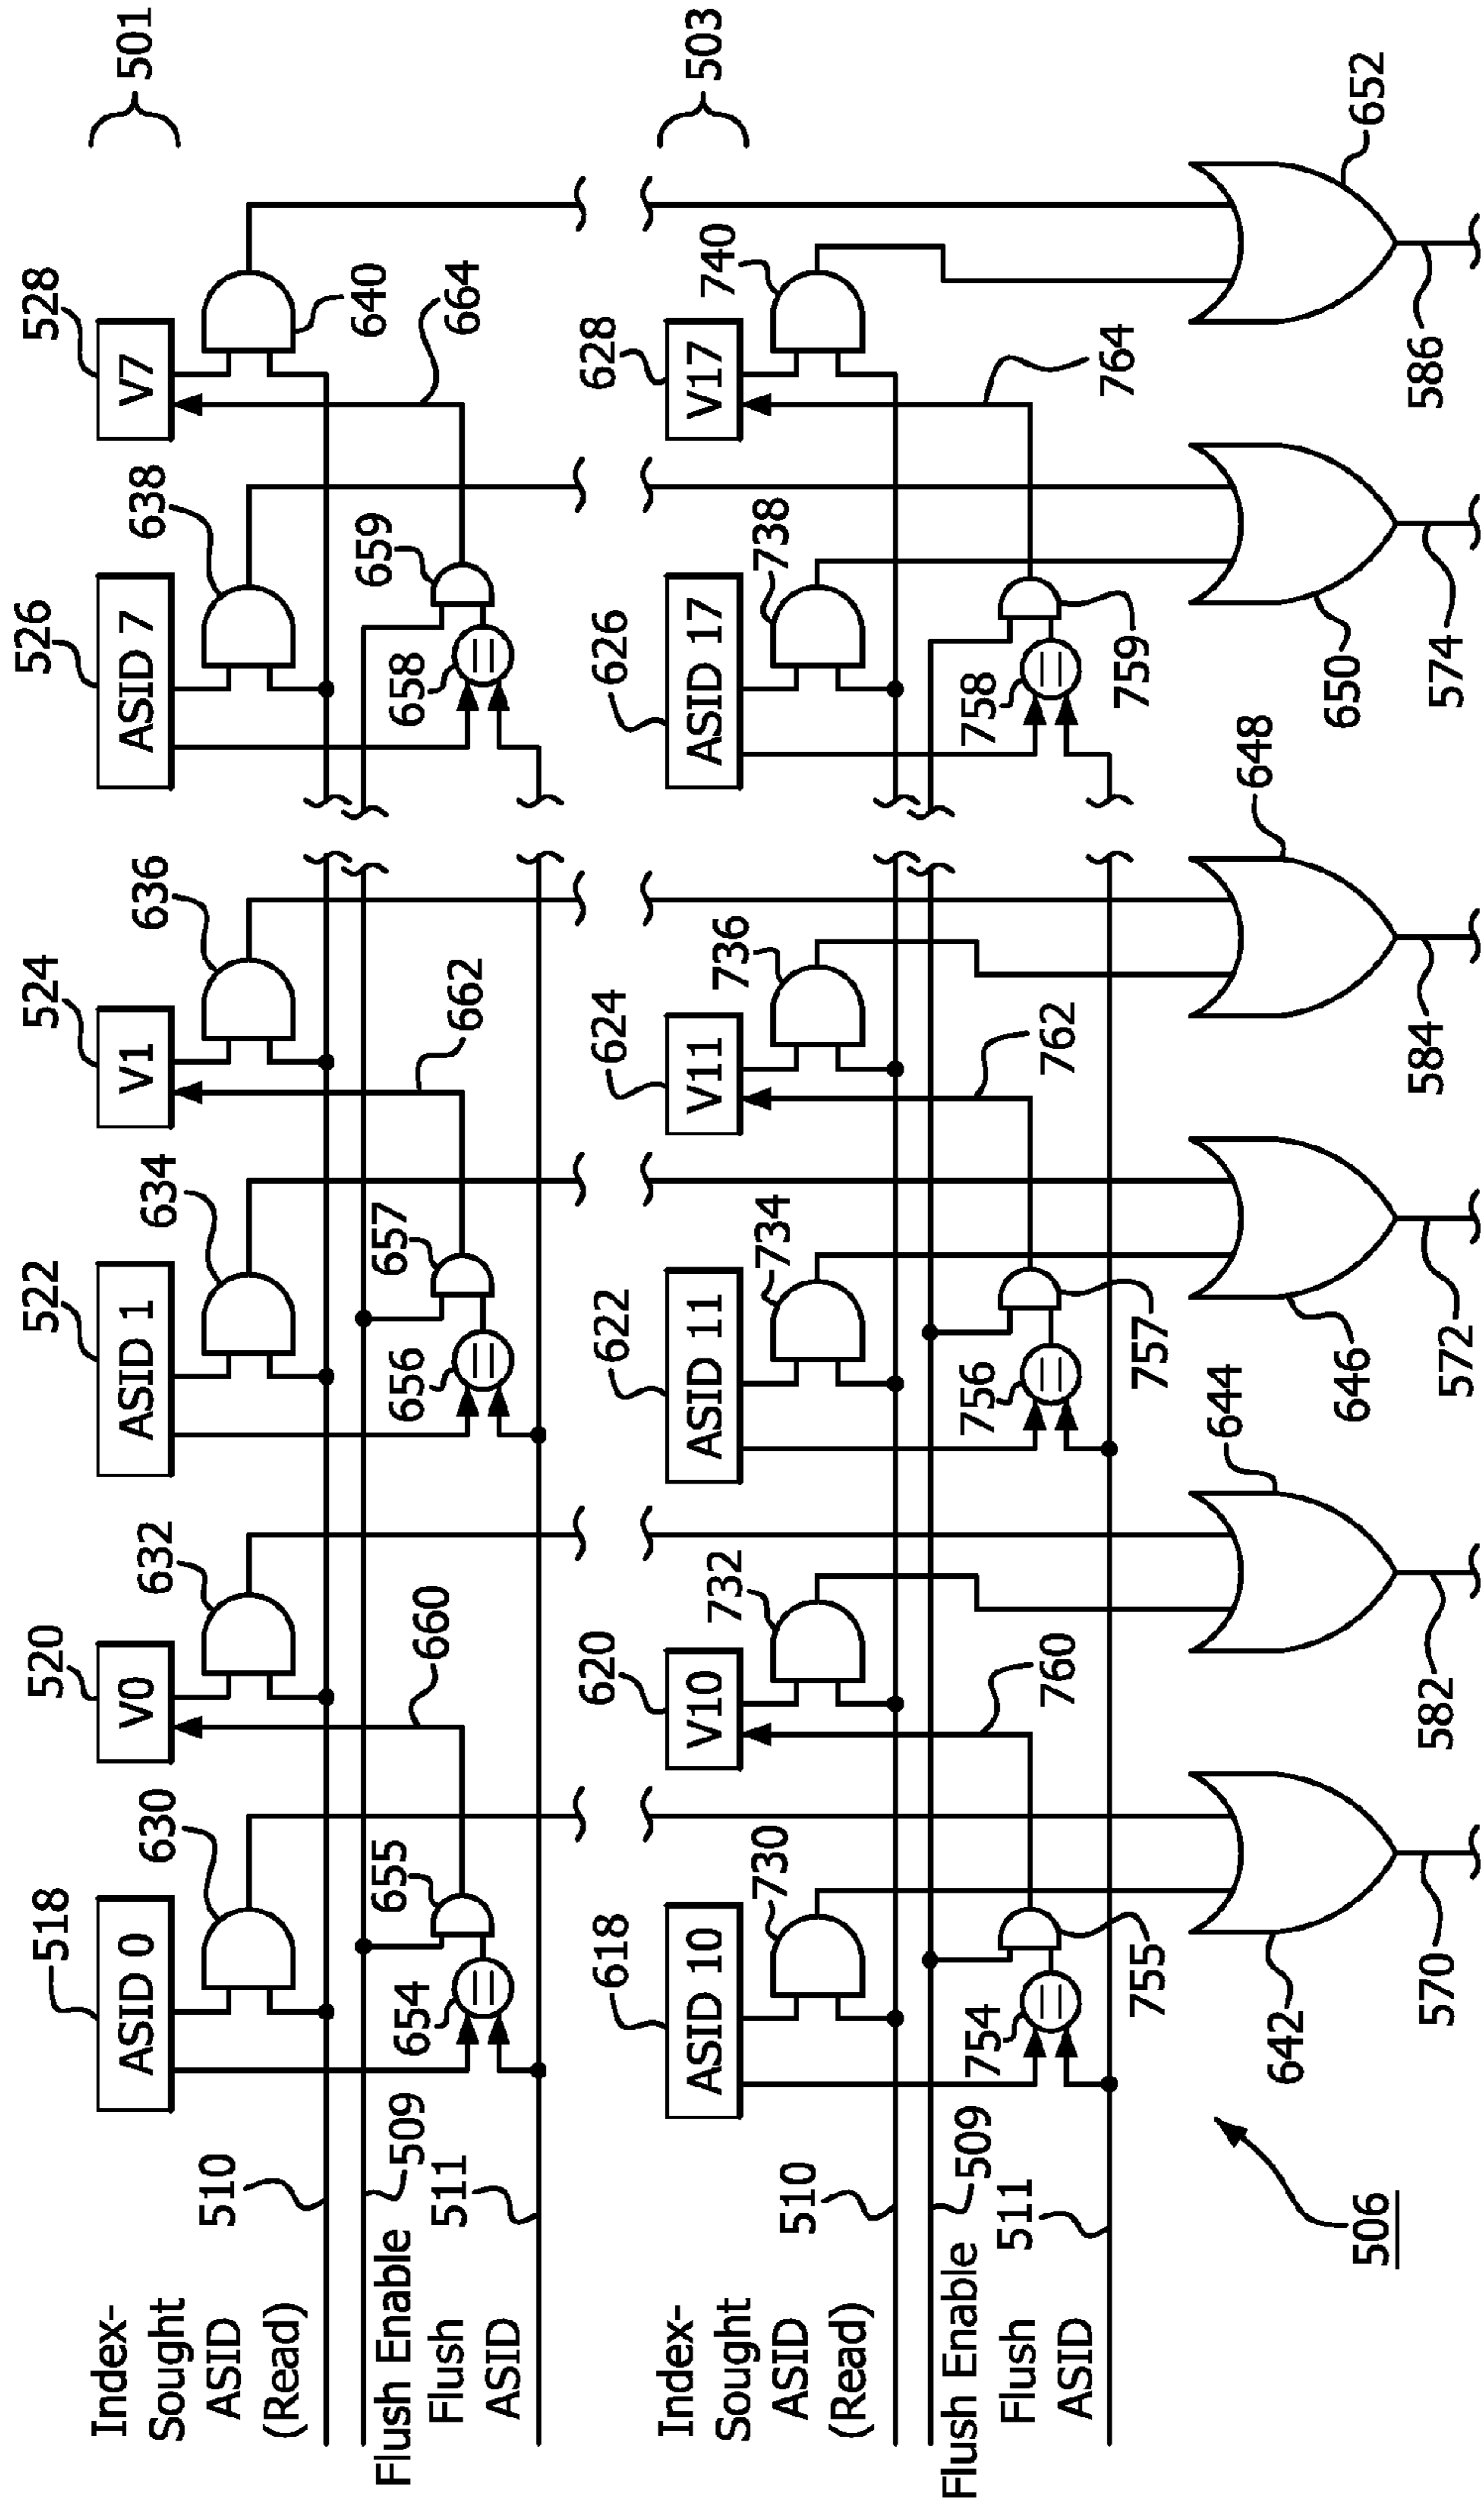 518
520
522
524
526
528
501
ASID 0
V0
ASID 1
V1
ASID 7
V7
630
632
634
636
638
640
Index-
Sought
ASID
(Read)
510
Flush Enable
509
655
657
659
Flush
ASID
511
654
660
656
662
658
664
618
620
622
624
626
628
503
ASID 10
V10
ASID 11
V11
ASID 17
V17
730
732
734
736
738
740
Index-
Sought
ASID
(Read)
510
Flush Enable
509
Flush
ASID
511
754
755
760
756
757
762
758
759
764
642
644
646
648
650
652
506
570
582
572
584
574
586